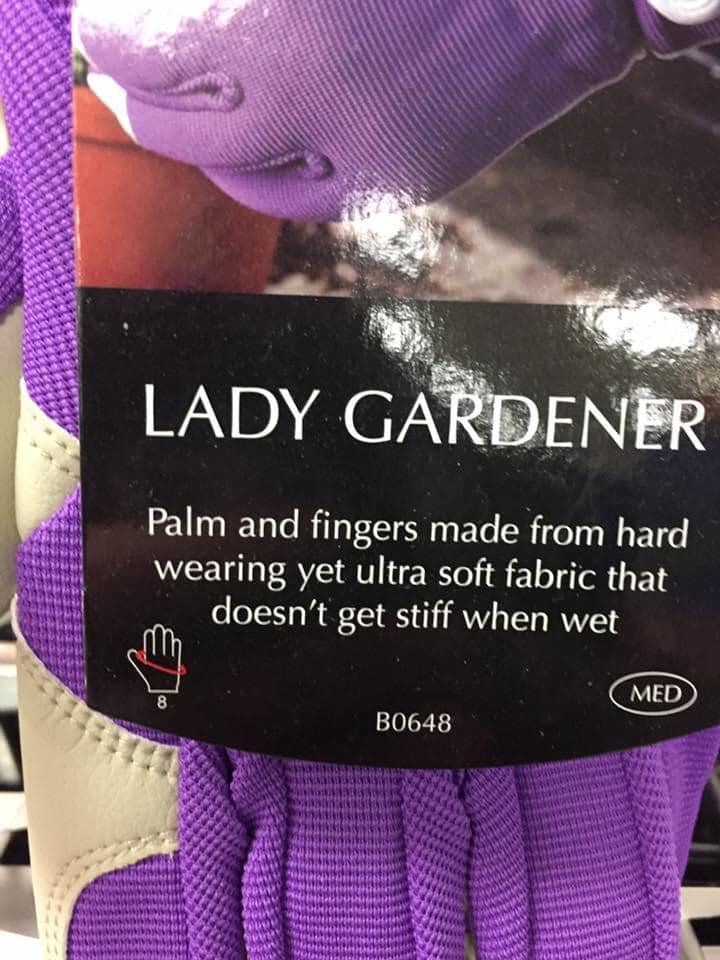 LADY GARDENER
Palm and fingers made from hard
wearing yet ultra soft fabric that
doesn't get stiff when wet
8
MED
B0648